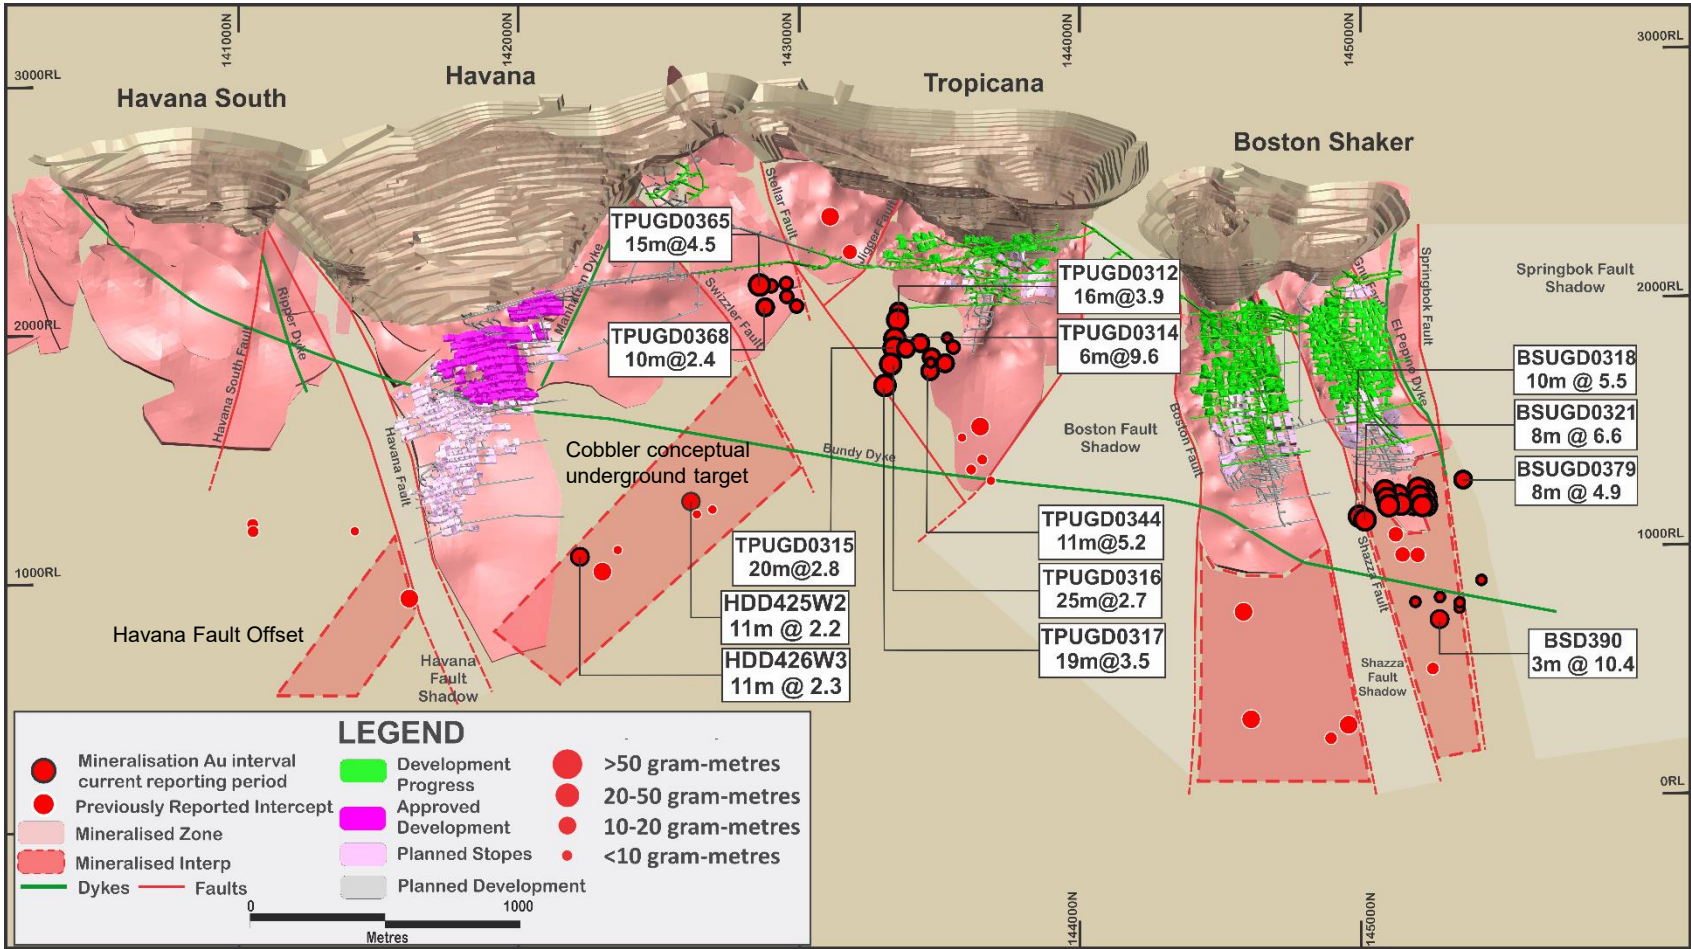 141000N
142000N
143000N
144000N
145000N
3000RL
3000RL
Havana South
Havana
Tropicana
Boston Shaker
Stellar Fault
Jigger Fault
TPUGD0365
15m@4.5
TPUGD0312
16m@3.9
Gnu Fault
Springbok Fault
Springbok Fault
Shadow
Ripper Dyke
Manhattan Dyke
Swizzler Fault
2000RL
2000RL
TPUGD0368
10m@2.4
TPUGD0314
6m@9.6
El Pepino Dyke
BSUGD0318
10m @ 5.5
Havana South Fault
BSUGD0321
8m @ 6.6
Havana Fault
Cobbler conceptual
underground target
Bundy Dyke
Boston Fault
Shadow
Boston Fault
BSUGD0379
8m @ 4.9
TPUGD0344
11m@5.2
TPUGD0315
20m@2.8
1000RL
1000RL
Shazza Fault
TPUGD0316
25m@2.7
HDD425W2
11m @ 2.2
TPUGD0317
19m@3.5
Havana Fault Offset
HDD426W3
11m @ 2.3
BSD390
3m @ 10.4
Havana
Fault
Shadow
Shazza
Fault
Shadow
0RL
LEGEND
Mineralisation Au interval
current reporting period
Previously Reported Intercept
Mineralised Zone
Mineralised Interp
Dykes
Faults
Development
Progress
Approved
Development
Planned Stopes
Planned Development
>50 gram-metres
20-50 gram-metres
10-20 gram-metres
<10 gram-metres
0
1000
Metres
144000N
145000N